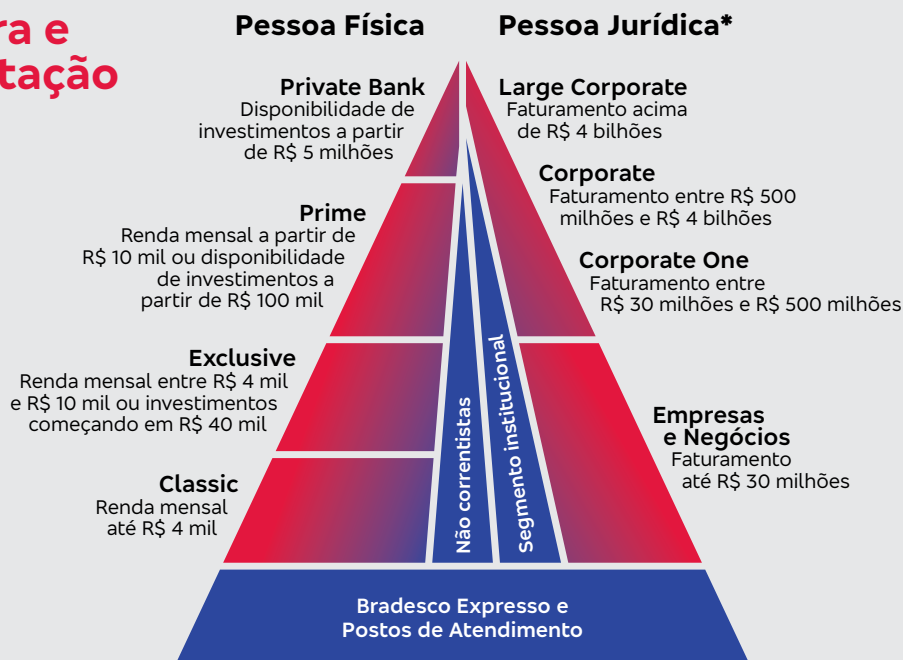 ra e
tação
Pessoa Física
Pessoa Jurídica*
Private Bank
Disponibilidade de
investimentos a partir
de R$ 5 milhões
Prime
Renda mensal a partir de
R$ 10 mil ou disponibilidade
de investimentos a
partir de R$ 100 mil
Exclusive
Renda mensal entre R$ 4 mil
e R$ 10 mil ou investimentos
começando em R$ 40 mil
Classic
Renda mensal
até R$ 4 mil
Não correntistas
Segmento institucional
Large Corporate
Faturamento acima
de R$ 4 bilhões
Corporate
Faturamento entre R$ 500
milhões e R$ 4 bilhões
Corporate One
Faturamento entre
R$ 30 milhões e R$ 500 milhões
Empresas
e Negócios
Faturamento
até R$ 30 milhões
Bradesco Expresso e
Postos de Atendimento